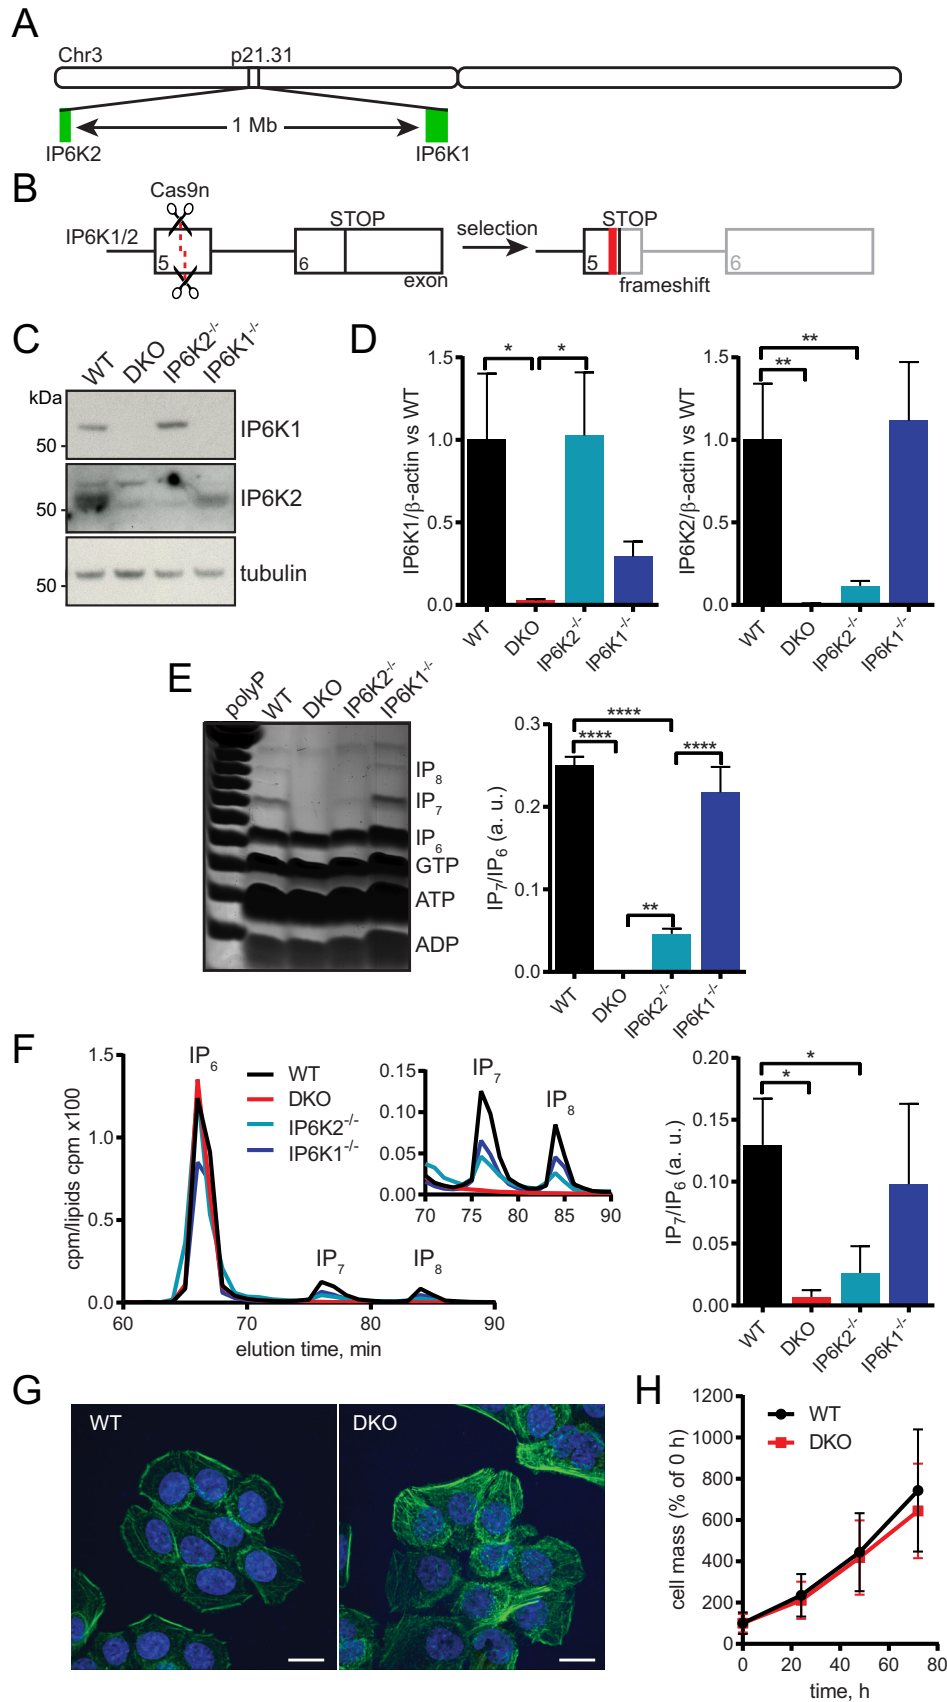 A
Chr3
p21.31
1 Mb
IP6K2
IP6K1
B
Cas9n
IP6K1/2
5
6
STOP
exon
selection
STOP
5
6
frameshift
C
WT
DKO
IP6K2-/-
IP6K1-/-
kDa
50
IP6K1
50
IP6K2
50
tubulin
D
IP6K1/β-actin vs WT
1.5
1.0
0.5
0.0
*
*
WT
DKO
IP6K2-/-
IP6K1-/-
IP6K2/β-actin vs WT
1.5
1.0
0.5
0.0
**
**
WT
DKO
IP6K2-/-
IP6K1-/-
E
polyP
WT
DKO
IP6K2-/-
IP6K1-/-
IP8
IP7
IP6
GTP
ATP
ADP
IP7/IP6 (a. u.)
0.3
0.2
0.1
0.0
****
****
****
**
WT
DKO
IP6K2-/-
IP6K1-/-
F
cpm/lipids cpm x100
1.5
1.0
0.5
0.0
60
70
80
90
elution time, min
IP6
IP7
IP8
WT
DKO
IP6K2-/-
IP6K1-/-
0.15
0.10
0.05
0.00
70
75
80
85
90
IP7
IP8
IP7/IP6 (a. u.)
0.20
0.15
0.10
0.05
0.00
*
*
WT
DKO
IP6K2-/-
IP6K1-/-
G
WT
DKO
H
cell mass (% of 0 h)
1200
1000
800
600
400
200
0
WT
DKO
0
20
40
60
80
time, h